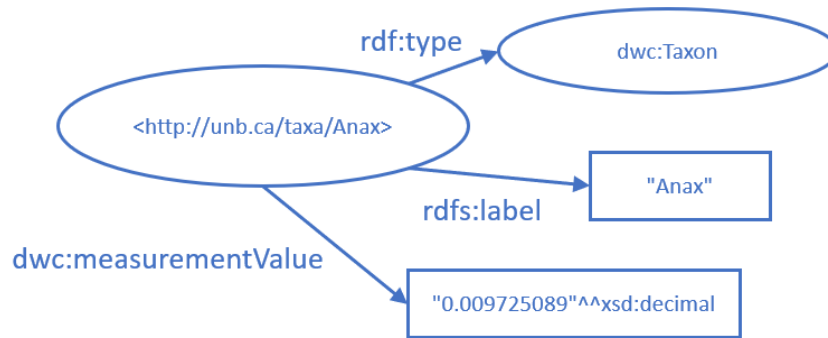 rdf:type
dwc:Taxon
<http://unb.ca/taxa/Anax>
"Anax"
rdfs:label
dwc:measurementValue
"0.009725089"^^xsd:decimal